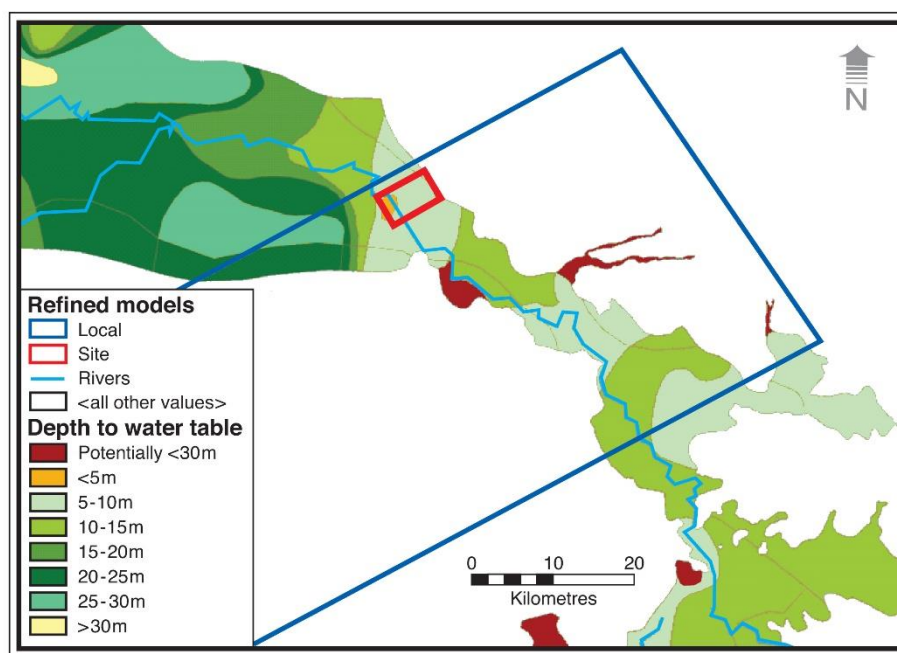 N
Refined models
Local
Site
Rivers
<all other values>
Depth to water table
Potentially <30m
<5m
5-10m
10-15m
15-20m
20-25m
25-30m
>30m
0 10 20
Kilometres